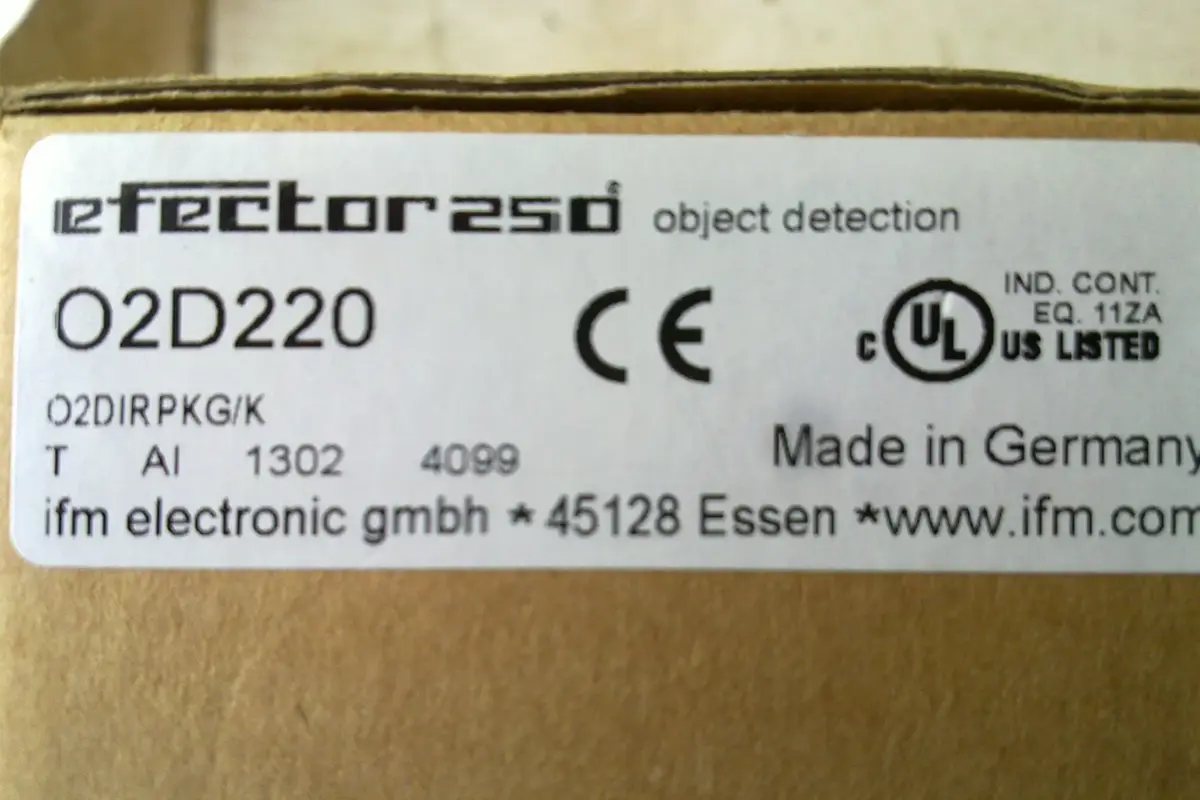 efector250® object detection
O2D220
CE
IND. CONT.
EQ. 11ZA
C UL US LISTED
O2DIRPKG/K
T AI 1302 4099
Made in Germany
ifm electronic gmbh * 45128 Essen *www.ifm.com